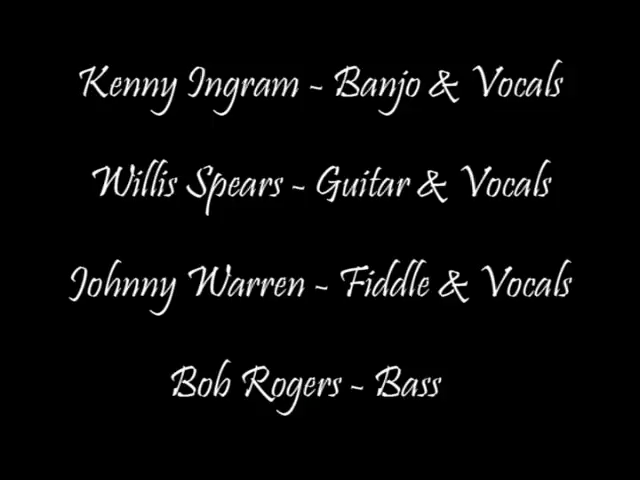 Kenny Ingram - Banjo & Vocals
Willis Spears - Guitar & Vocals
Johnny Warren - Fiddle & Vocals
Bob Rogers - Bass